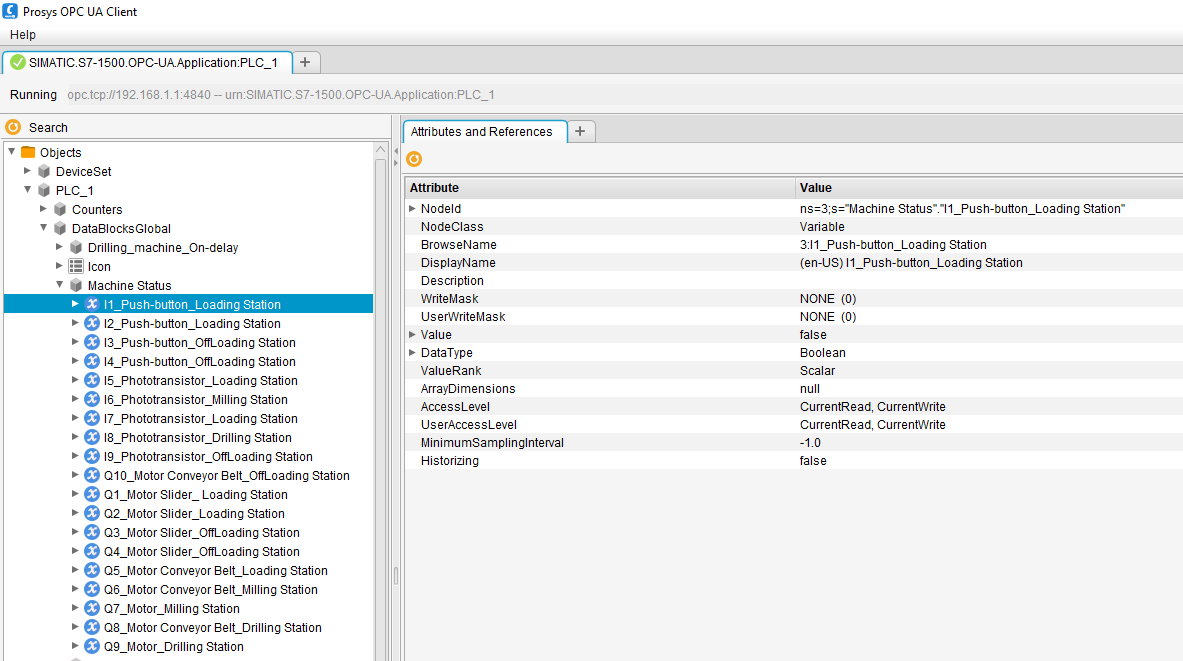 Prosys OPC UA Client
Help
SIMATIC.S7-1500.OPC-UA.Application:PLC_1 +
Running opc.tcp://192.168.1.1:4840 -- urn:SIMATIC.S7-1500.OPC-UA.Application:PLC_1
Search
Objects
DeviceSet
PLC_1
Counters
DataBlocksGlobal
Drilling_machine_On-delay
Icon
Machine Status
I1_Push-button_Loading Station
I2_Push-button_Loading Station
I3_Push-button_OffLoading Station
I4_Push-button_OffLoading Station
I5_Phototransistor_Loading Station
I6_Phototransistor_Milling Station
I7_Phototransistor_Loading Station
I8_Phototransistor_Drilling Station
I9_Phototransistor_OffLoading Station
Q10_Motor Conveyor Belt_OffLoading Station
Q1_Motor Slider_ Loading Station
Q2_Motor Slider_Loading Station
Q3_Motor Slider_OffLoading Station
Q4_Motor Slider_OffLoading Station
Q5_Motor Conveyor Belt_Loading Station
Q6_Motor Conveyor Belt_Milling Station
Q7_Motor_Milling Station
Q8_Motor Conveyor Belt_Drilling Station
Q9_Motor_Drilling Station
Attributes and References +
Attribute Value
NodeId ns=3;s="Machine Status"."I1_Push-button_Loading Station"
NodeClass Variable
BrowseName 3:I1_Push-button_Loading Station
DisplayName (en-US) I1_Push-button_Loading Station
Description
WriteMask NONE (0)
UserWriteMask NONE (0)
Value false
DataType Boolean
ValueRank Scalar
ArrayDimensions null
AccessLevel CurrentRead, CurrentWrite
UserAccessLevel CurrentRead, CurrentWrite
MinimumSamplingInterval -1.0
Historizing false